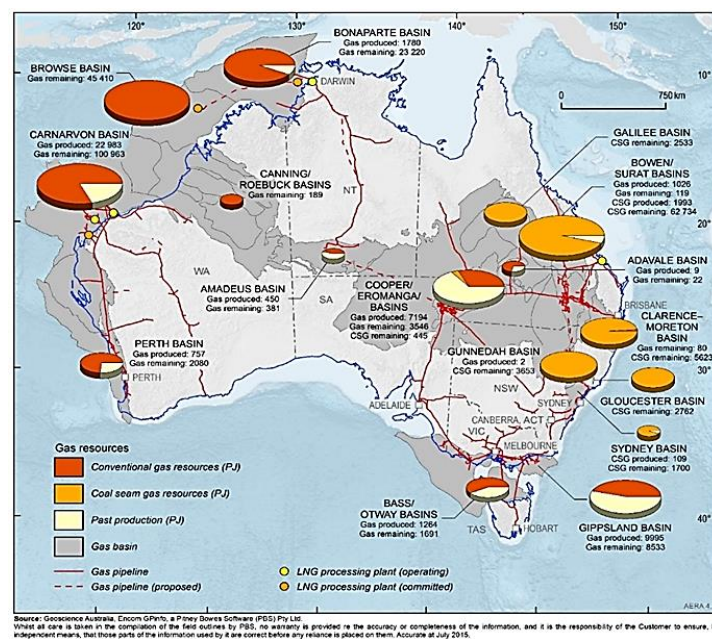 120°
130°
140°
150°
BONAPARTE BASIN
Gas produced: 1780
Gas remaining: 23 220
BROWSE BASIN
Gas remaining: 45 410
DARWIN
10°
0
750 km
CARNARVON BASIN
Gas produced: 22 983
Gas remaining: 100 963
GALILEE BASIN
CSG remaining: 2533
CANNING/
ROEBUCK BASINS
Gas remaining: 189
NT
BOWEN/
SURAT BASINS
Gas produced: 1026
Gas remaining: 119
CSG produced: 1993
CSG remaining: 62 734
20°
WA
AMADEUS BASIN
Gas produced: 450
Gas remaining: 381
SA
COOPER/
EROMANGA/
BASINS
Gas produced: 7194
Gas remaining: 3546
CSG remaining: 445
ADAVALE BASIN
Gas produced: 9
Gas remaining: 22
BRISBANE
CLARENCE–
MORETON
BASIN
Gas remaining: 80
CSG remaining: 5623
PERTH BASIN
Gas produced: 757
Gas remaining: 2080
PERTH
GUNNEDAH BASIN
Gas produced: 2
CSG remaining: 3653
30°
NSW
GLOUCESTER BASIN
CSG remaining: 2762
ADELAIDE
SYDNEY
CANBERRA, ACT
VIC
MELBOURNE
SYDNEY BASIN
CSG produced: 109
CSG remaining: 1700
Gas resources
Conventional gas resources (PJ)
Coal seam gas resources (PJ)
Past production (PJ)
Gas basin
Gas pipeline
Gas pipeline (proposed)
LNG processing plant (operating)
LNG processing plant (committed)
BASS/
OTWAY BASINS
Gas produced: 1264
Gas remaining: 1691
TAS
HOBART
GIPPSLAND BASIN
Gas produced: 9995
Gas remaining: 8533
40°
AERA 4.
Source: Geoscience Australia, Encom GPinfo, a Pitney Bowes Software (PBS) Pty Ltd.
Whilst all care is taken in the compilation of the field outlines by PBS, no warranty is provided re the accuracy or completeness of the information, and it is the responsibility of the Customer to ensure,
independent means, that those parts of the information used by it are correct before any reliance is placed on them. Accurate at July 2015.